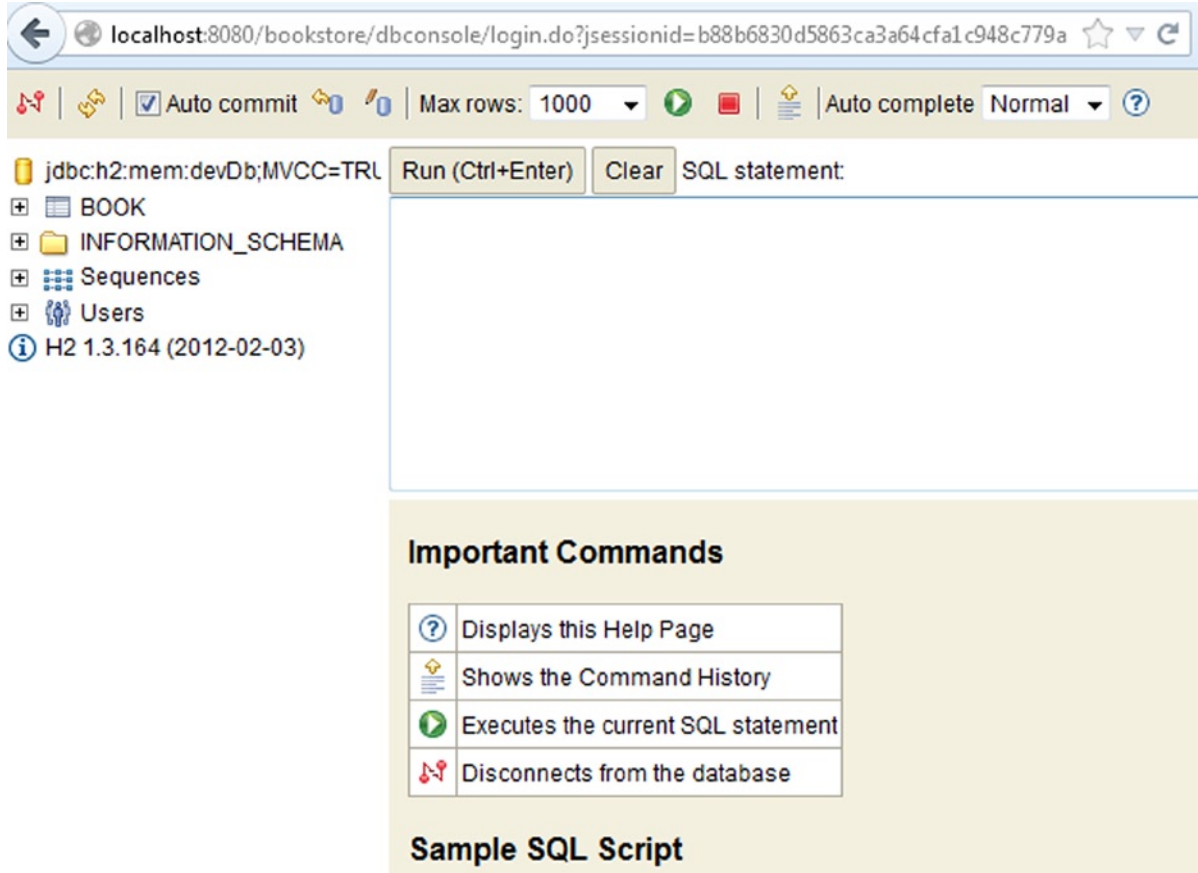 localhost:8080/bookstore/dbconsole/login.do?jsessionid=b88b6830d5863ca3a64cfa1c948c779a
Auto commit Max rows: 1000 Auto complete Normal
jdbc:h2:mem:devDb;MVCC=TRU
BOOK
INFORMATION_SCHEMA
Sequences
Users
H2 1.3.164 (2012-02-03)
Run (Ctrl+Enter) Clear SQL statement:
Important Commands
Displays this Help Page
Shows the Command History
Executes the current SQL statement
Disconnects from the database
Sample SQL Script